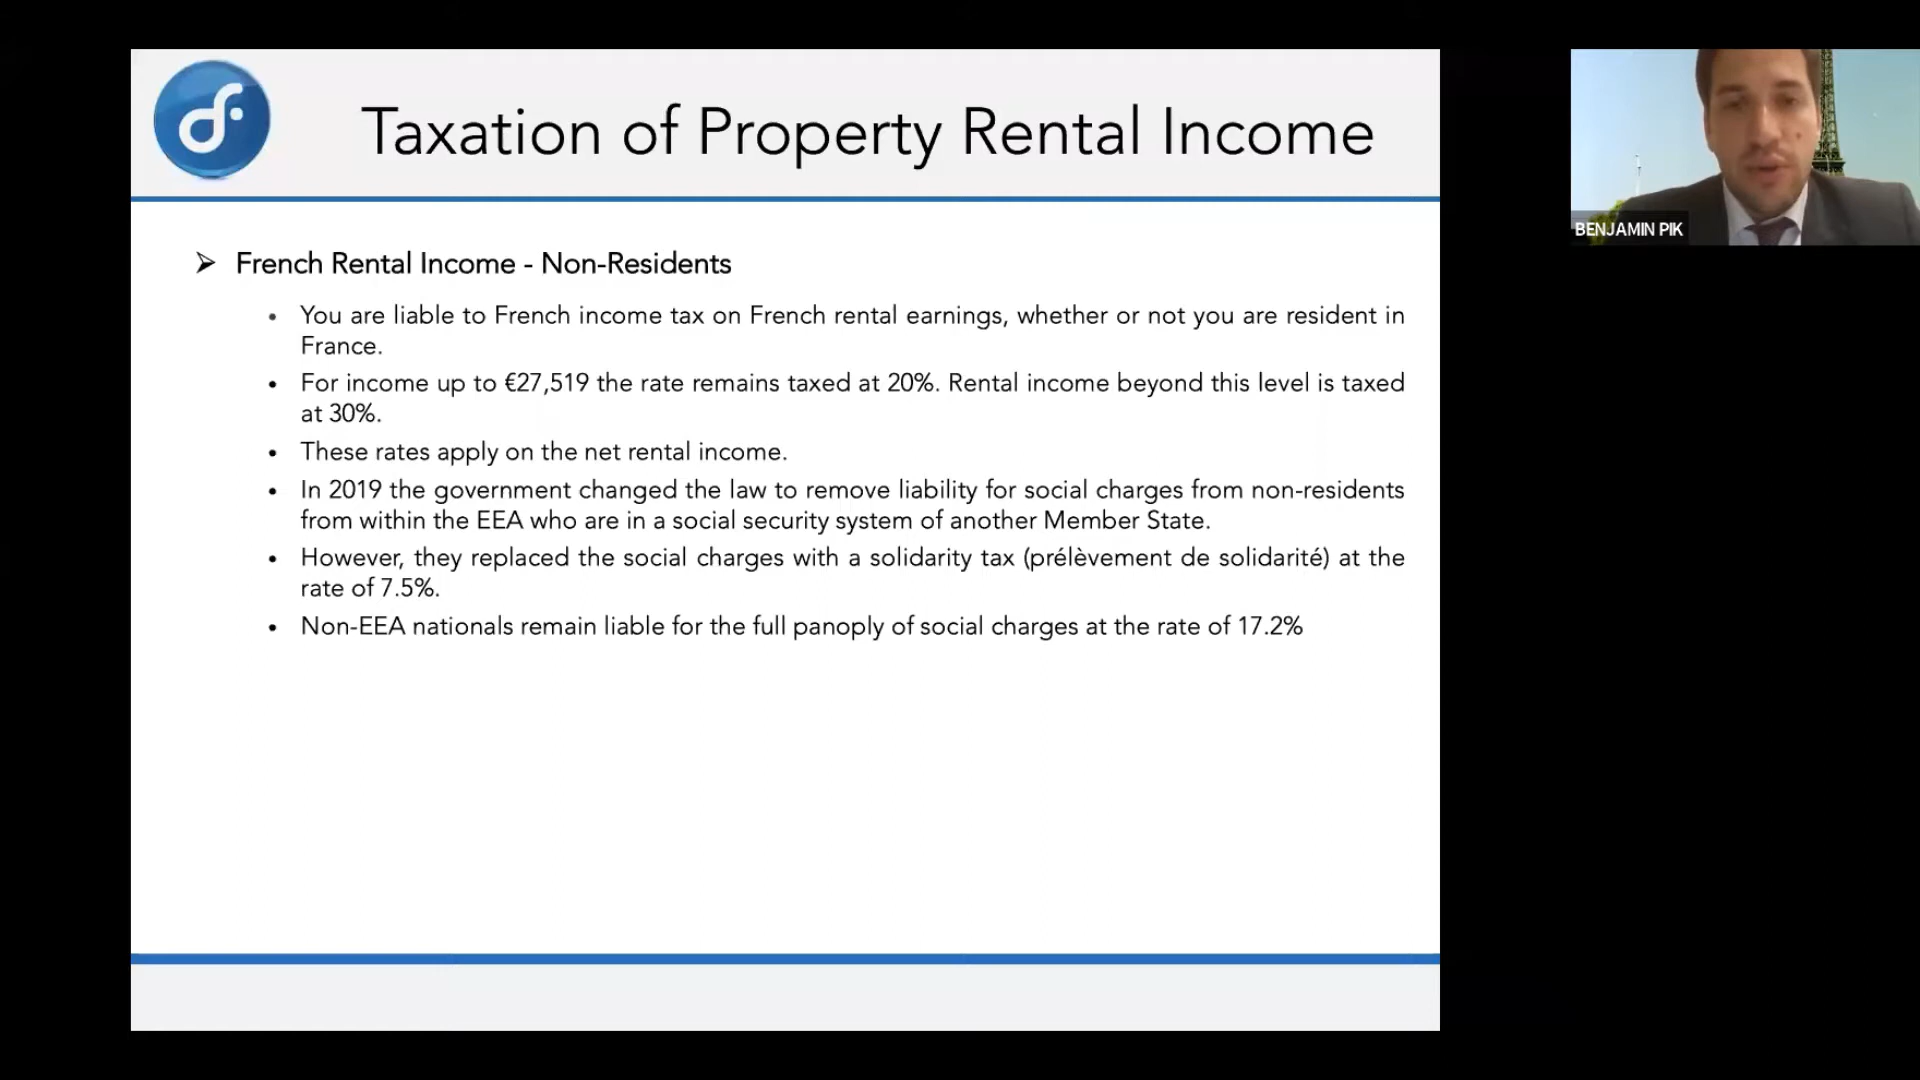 Taxation of Property Rental Income
BENJAMIN PIK
➢ French Rental Income - Non-Residents
• You are liable to French income tax on French rental earnings, whether or not you are resident in
France.
• For income up to €27,519 the rate remains taxed at 20%. Rental income beyond this level is taxed
at 30%.
• These rates apply on the net rental income.
• In 2019 the government changed the law to remove liability for social charges from non-residents
from within the EEA who are in a social security system of another Member State.
• However, they replaced the social charges with a solidarity tax (prélèvement de solidarité) at the
rate of 7.5%.
• Non-EEA nationals remain liable for the full panoply of social charges at the rate of 17.2%